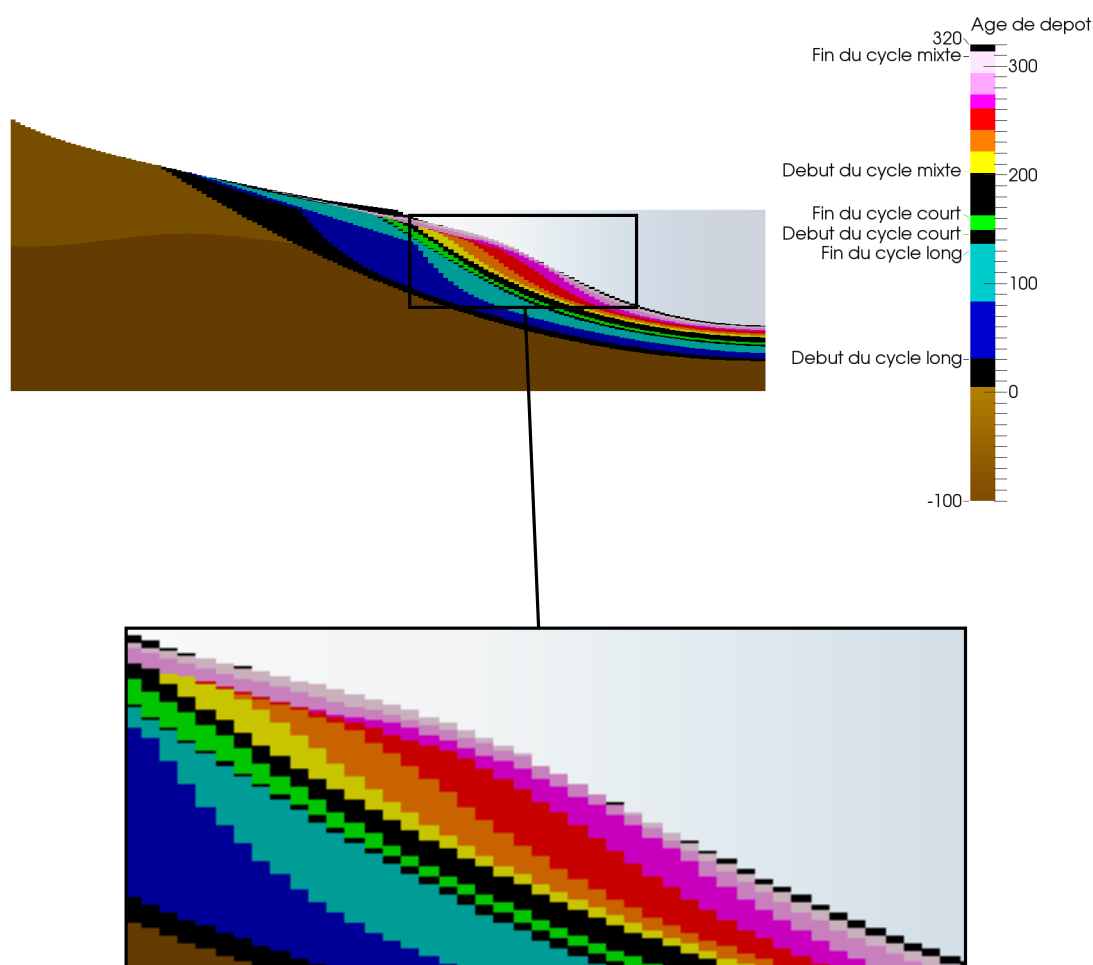 Age de depot
320
Fin du cycle mixte
300
Debut du cycle mixte
200
Fin du cycle court
Debut du cycle court
Fin du cycle long
100
Debut du cycle long
0
-100